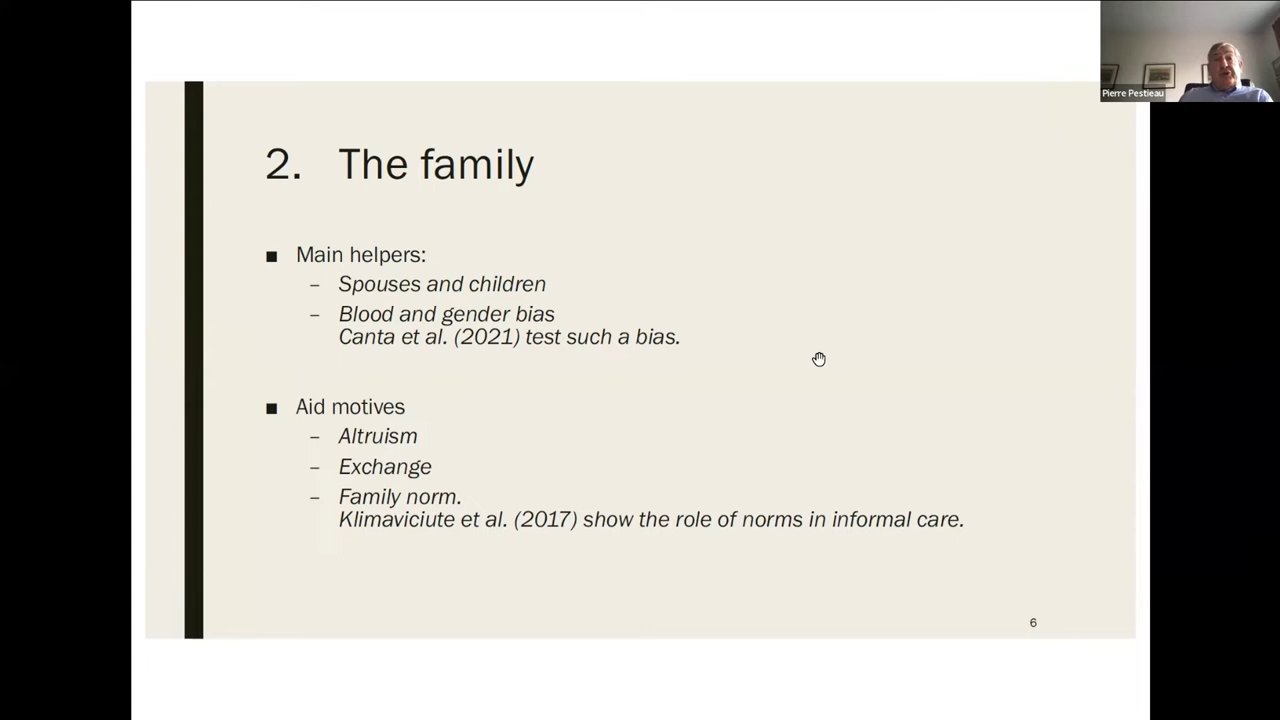 Pierre Pestieau
2. The family
■ Main helpers:
– Spouses and children
– Blood and gender bias
Canta et al. (2021) test such a bias.
■ Aid motives
– Altruism
– Exchange
– Family norm.
Klimaviciute et al. (2017) show the role of norms in informal care.
6